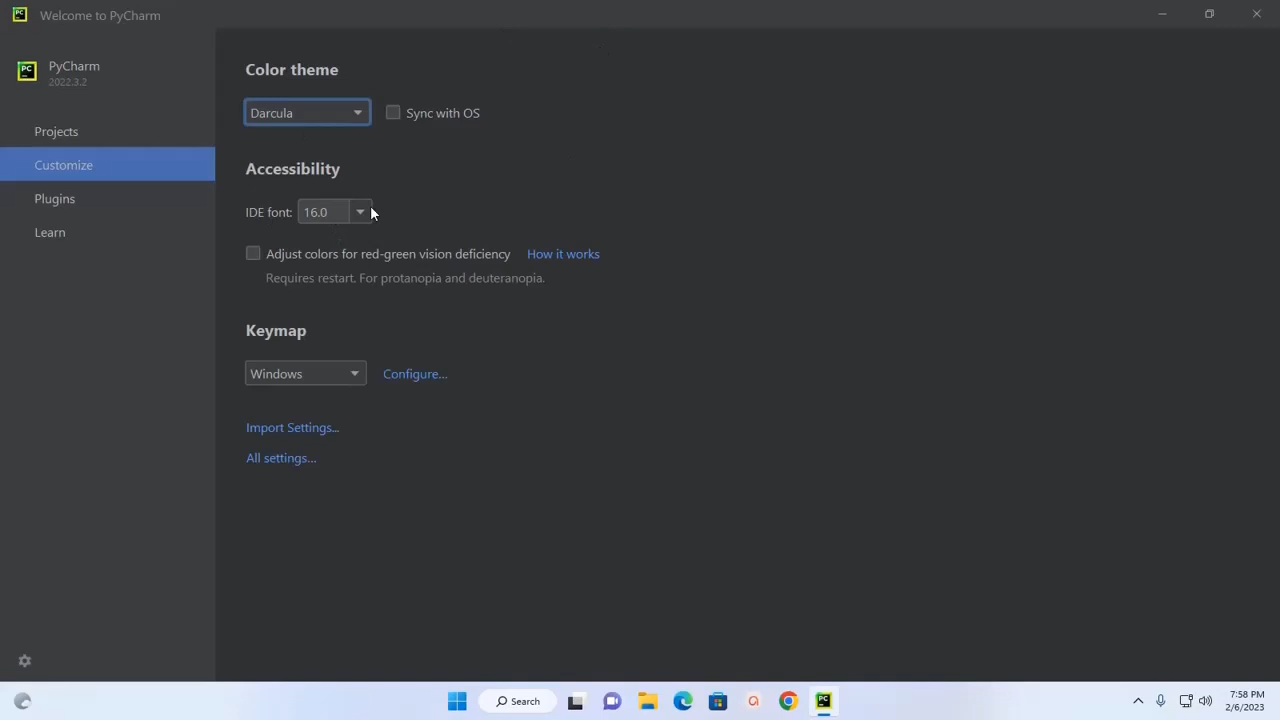 Welcome to PyCharm
PyCharm
2022.3.2
Projects
Customize
Plugins
Learn
Color theme
Darcula
Sync with OS
Accessibility
IDE font: 16.0
Adjust colors for red-green vision deficiency How it works
Requires restart. For protanopia and deuteranopia.
Keymap
Windows Configure...
Import Settings...
All settings...
Search
7:58 PM
2/6/2023